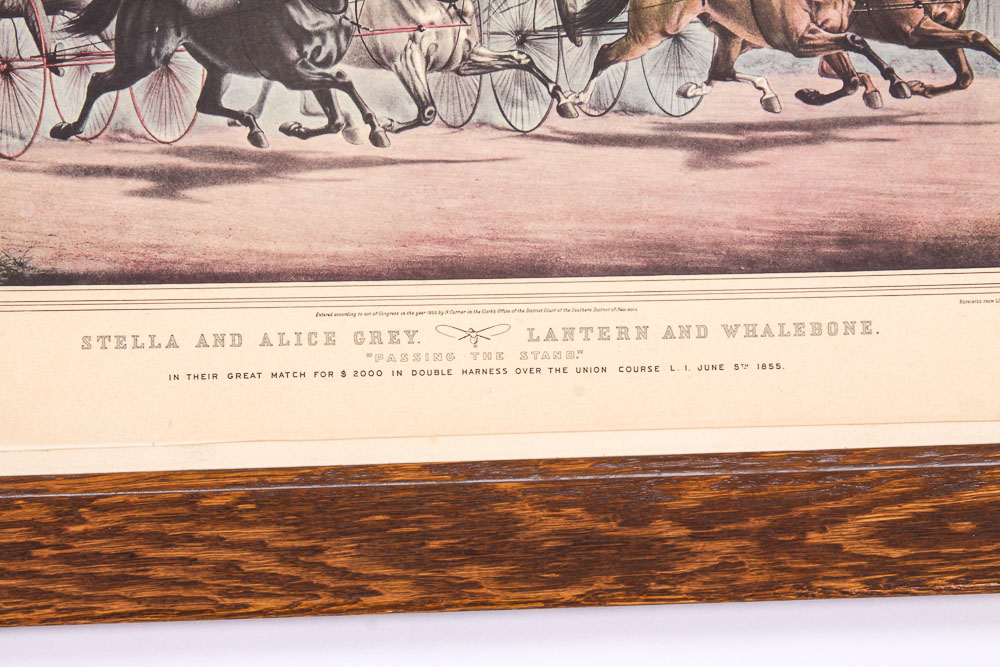 Entered according to act of Congress in the year 1855 by N Currier in the Clerk's Office of the District Court of the Southern District of New York
REPRINTED FROM
STELLA AND ALICE GREY. LANTERN AND WHALEBONE.
"PASSING THE STAND."
IN THEIR GREAT MATCH FOR $ 2000 IN DOUBLE HARNESS OVER THE UNION COURSE L. I. JUNE 5TH 1855.